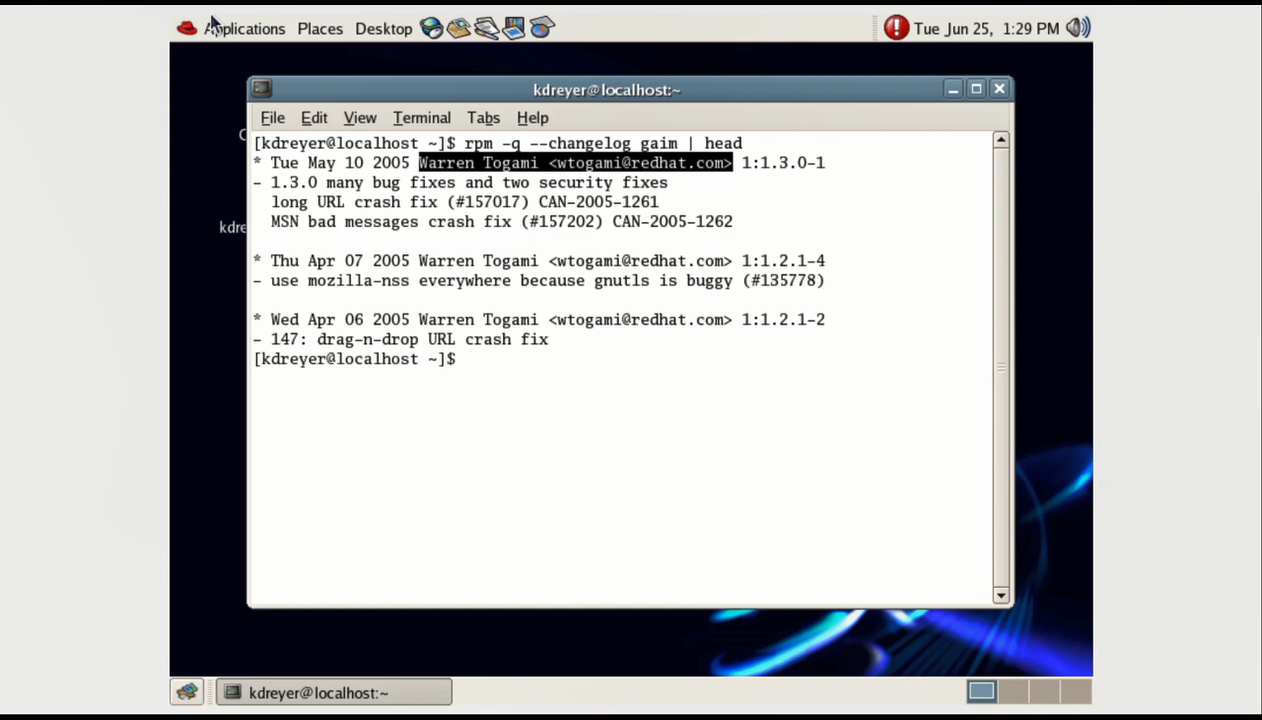 Applications Places Desktop Tue Jun 25, 1:29 PM
kdreyer@localhost:~
File Edit View Terminal Tabs Help
[kdreyer@localhost ~]$ rpm -q --changelog gaim | head
* Tue May 10 2005 Warren Togami <wtogami@redhat.com> 1:1.3.0-1
- 1.3.0 many bug fixes and two security fixes
long URL crash fix (#157017) CAN-2005-1261
MSN bad messages crash fix (#157202) CAN-2005-1262
* Thu Apr 07 2005 Warren Togami <wtogami@redhat.com> 1:1.2.1-4
- use mozilla-nss everywhere because gnutls is buggy (#135778)
* Wed Apr 06 2005 Warren Togami <wtogami@redhat.com> 1:1.2.1-2
- 147: drag-n-drop URL crash fix
[kdreyer@localhost ~]$
kdre
kdreyer@localhost:~